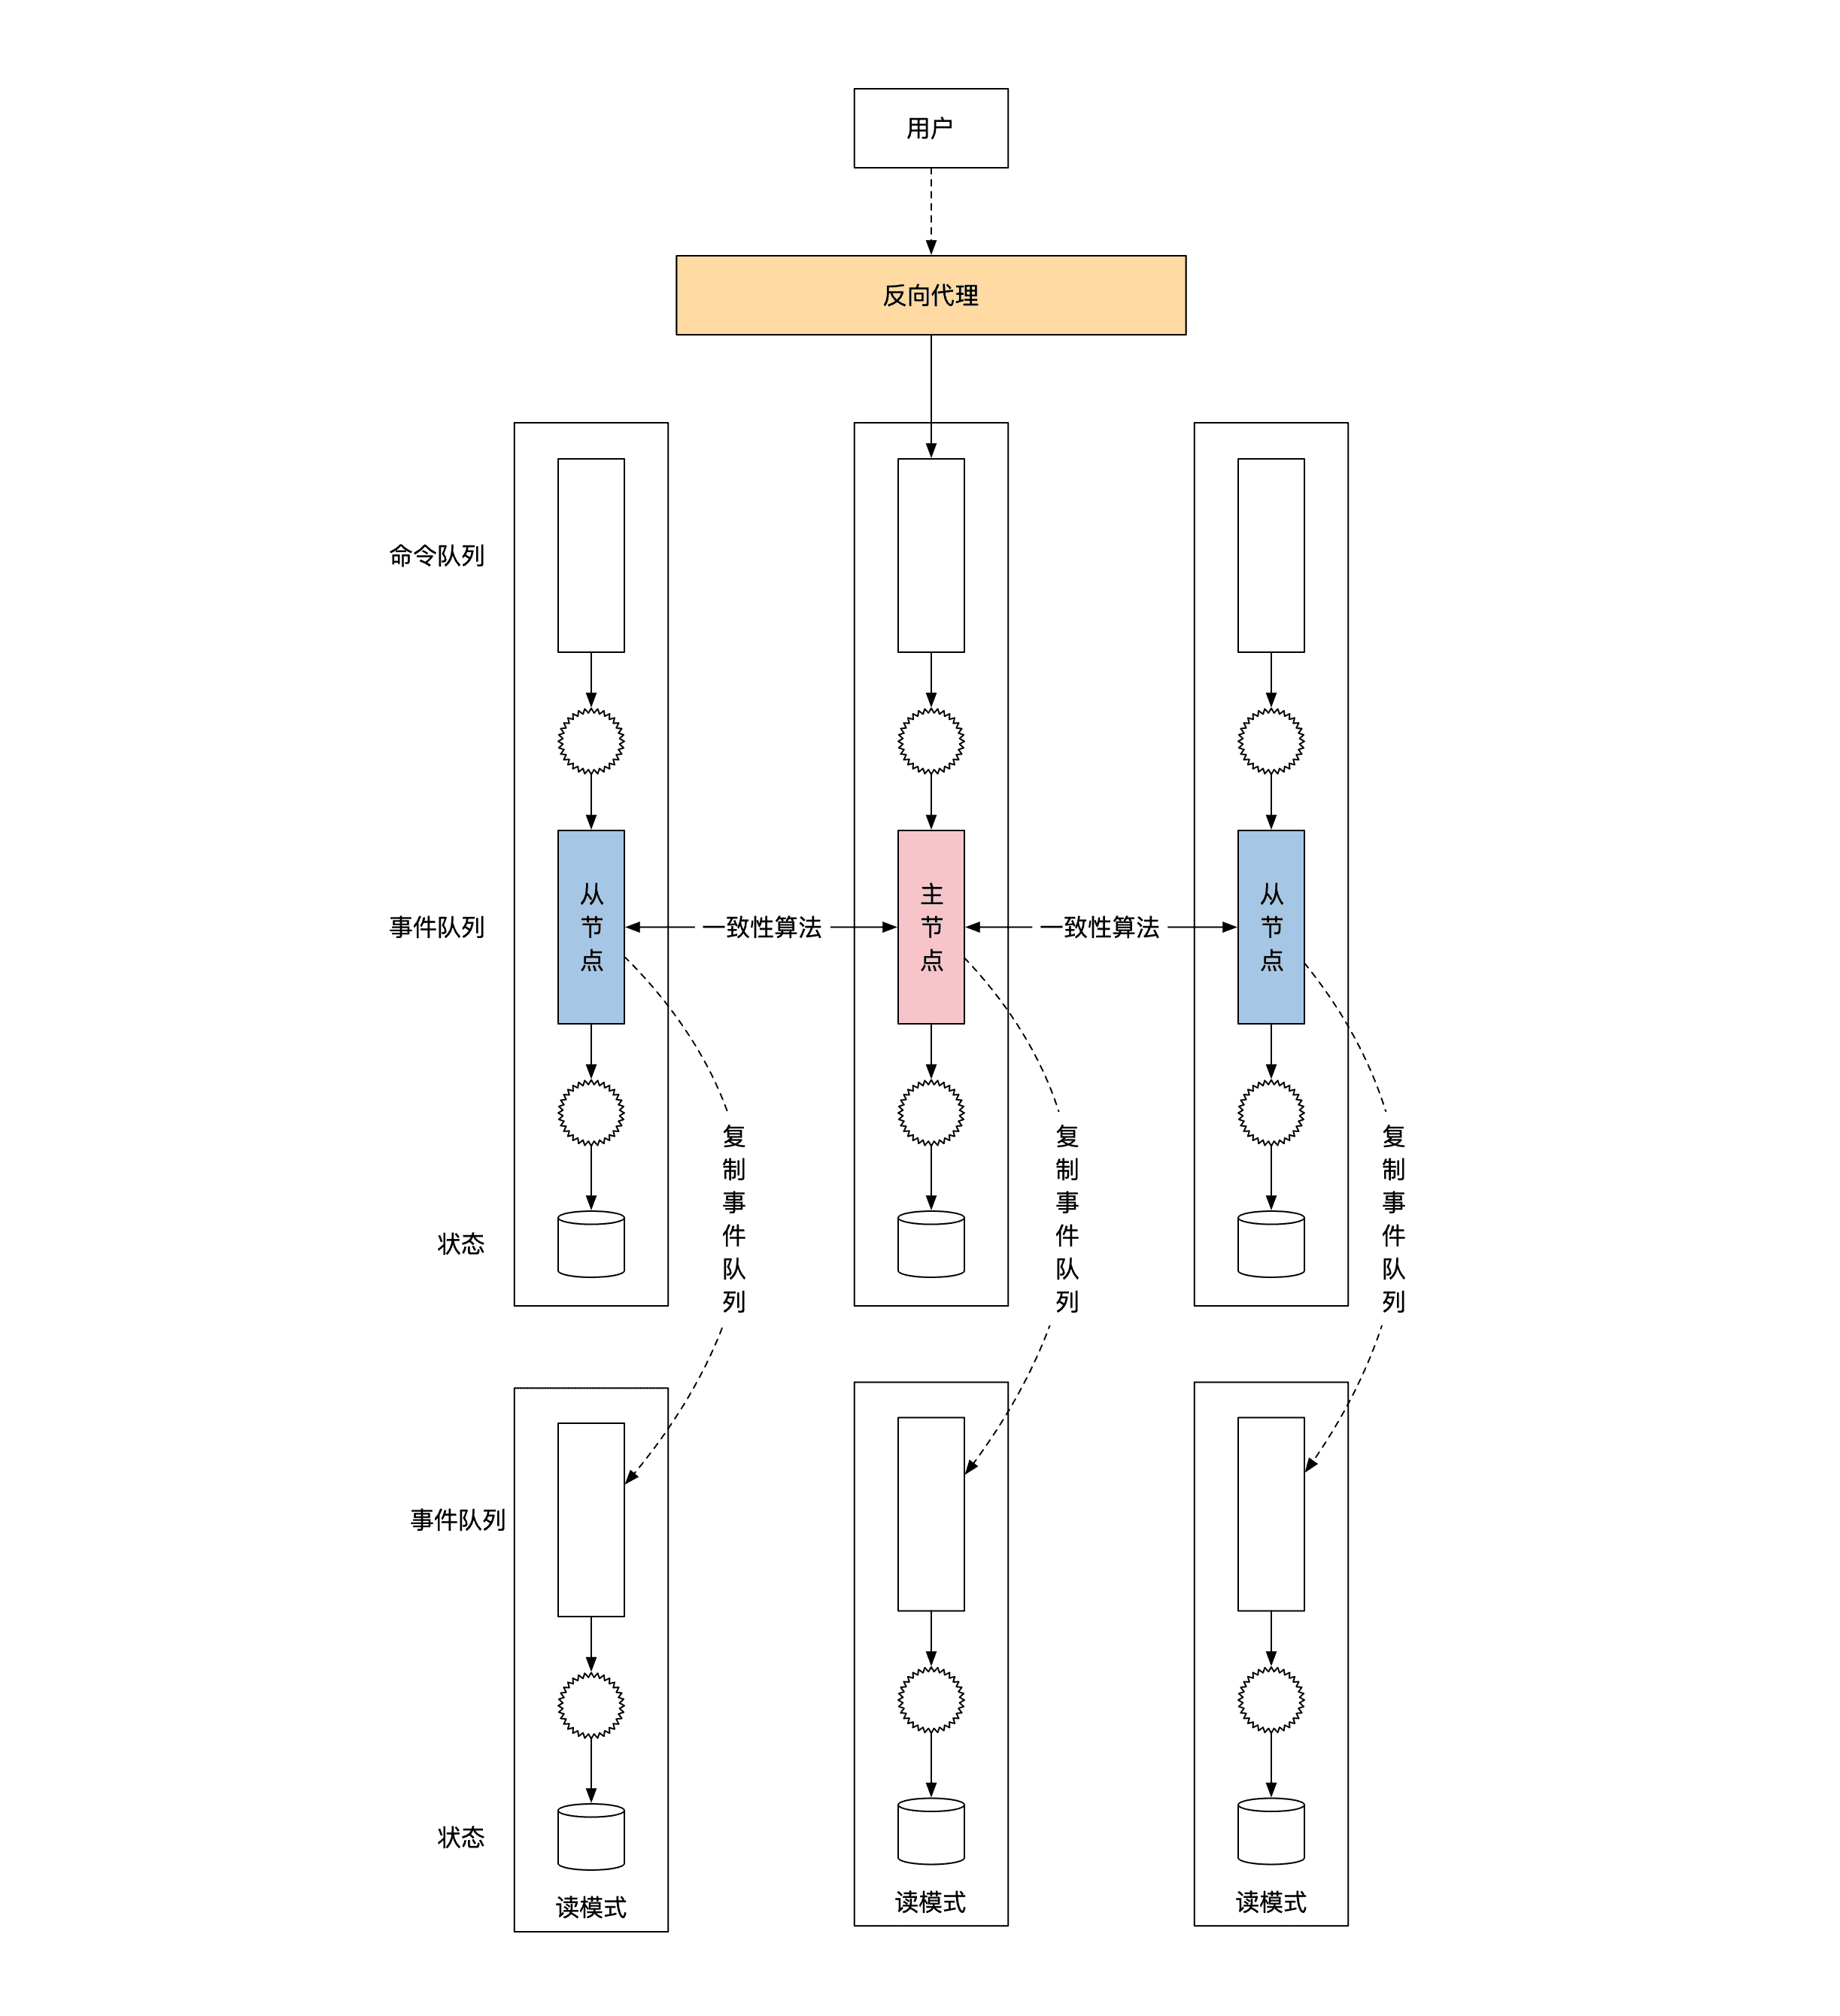 用户
反向代理
命令队列
事件队列
从节点
一致性算法
主节点
一致性算法
从节点
复制事件队列
复制事件队列
复制事件队列
状态
事件队列
状态
读模式
读模式
读模式